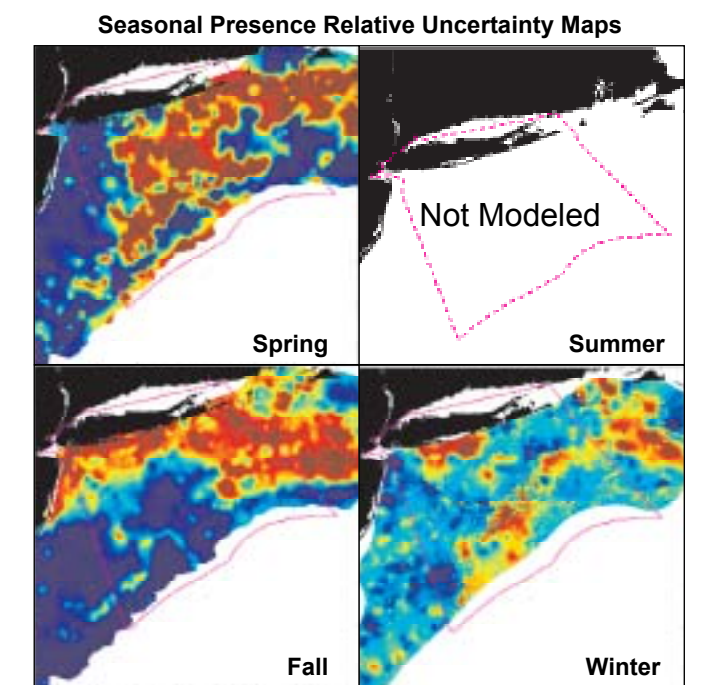 Seasonal Presence Relative Uncertainty Maps
Not Modeled
Spring
Summer
Fall
Winter